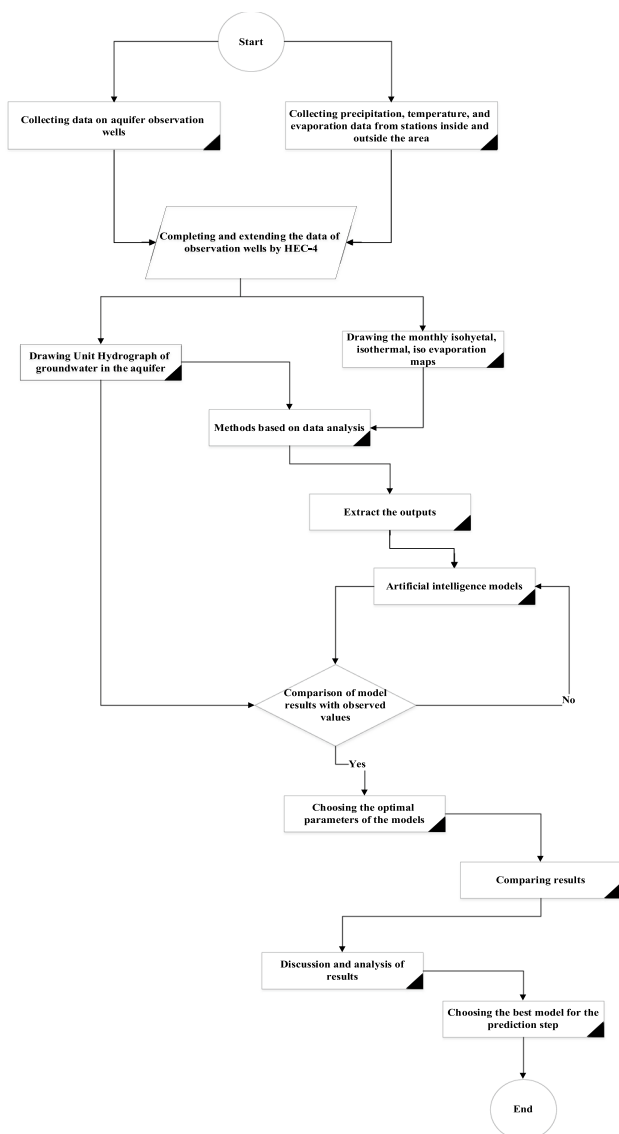 Start
Collecting data on aquifer observation
wells
Collecting precipitation, temperature, and
evaporation data from stations inside and
outside the area
Completing and extending the data of
observation wells by HEC-4
Drawing Unit Hydrograph of
groundwater in the aquifer
Drawing the monthly isohyetal,
isothermal, iso evaporation
maps
Methods based on data analysis
Extract the outputs
Artificial intelligence models
Comparison of model
results with observed
values
No
Yes
Choosing the optimal
parameters of the models
Comparing results
Discussion and analysis of
results
Choosing the best model for the
prediction step
End